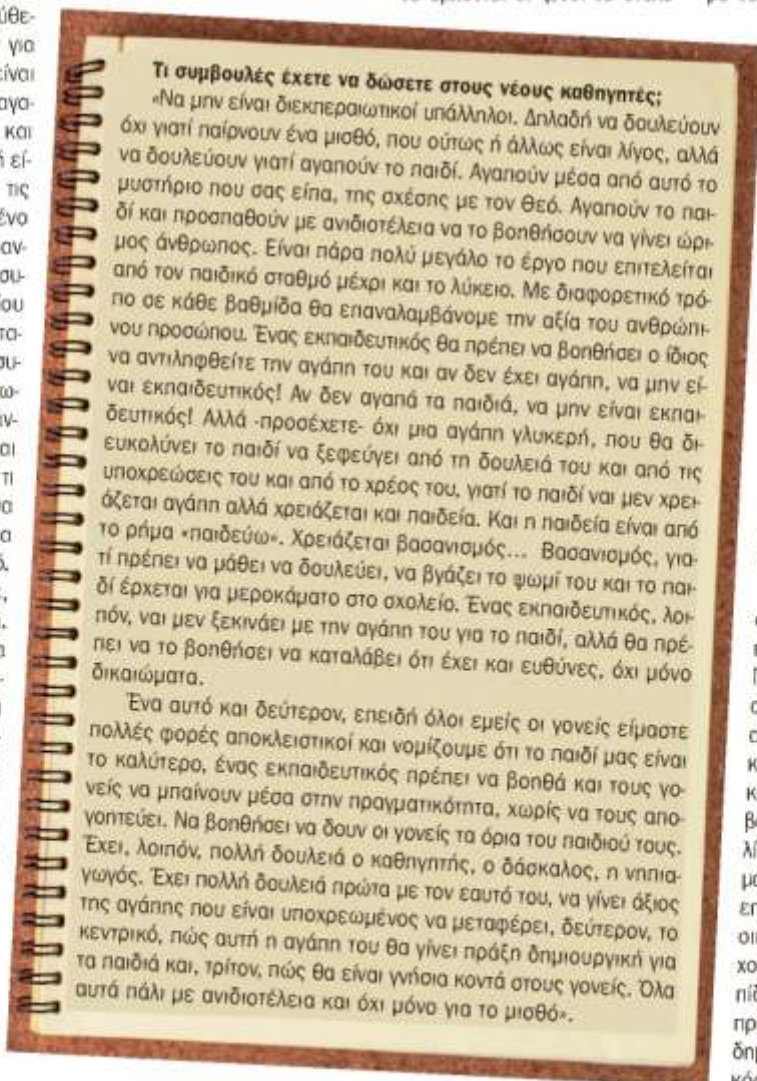 Τι συμβουλές έχετε να δώσετε στους νέους καθηγητές;
«Να μην είναι διεκπεραιωτικοί υπάλληλοι. Δηλαδή να δουλεύουν
όχι γιατί παίρνουν ένα μισθό, που ούτως ή άλλως είναι λίγος, αλλά
να δουλεύουν γιατί αγαπούν το παιδί. Αγαπούν μέσα από αυτό το
μυστήριο που σας είπα, της σχέσης με τον Θεό. Αγαπούν το παι-
δί και προσπαθούν με ανιδιοτέλεια να το βοηθήσουν να γίνει ώρι-
μος άνθρωπος. Είναι πάρα πολύ μεγάλο το έργο που επιτελείται
από τον παιδικό σταθμό μέχρι και το λύκειο. Με διαφορετικό τρό-
πο σε κάθε βαθμίδα θα επαναλαμβάνομε την αξία του ανθρώπι-
νου προσώπου. Ένας εκπαιδευτικός θα πρέπει να βοηθήσει ο ίδιος
να αντιληφθείτε την αγάπη του και αν δεν έχει αγάπη, να μην εί-
ναι εκπαιδευτικός! Αν δεν αγαπά τα παιδιά, να μην είναι εκπαι-
δευτικός! Αλλά -προσέχετε- όχι μια αγάπη γλυκερή, που θα δι-
ευκολύνει το παιδί να ξεφεύγει από τη δουλειά του και από τις
υποχρεώσεις του και από το χρέος του, γιατί το παιδί ναι μεν χρει-
άζεται αγάπη αλλά χρειάζεται και παιδεία. Και η παιδεία είναι από
το ρήμα «παιδεύω». Χρειάζεται βασανισμός... Βασανισμός, για-
τί πρέπει να μάθει να δουλεύει, να βγάζει το ψωμί του και το παι-
δί έρχεται για μεροκάματο στο σχολείο. Ένας εκπαιδευτικός, λοι-
πόν, ναι μεν ξεκινάει με την αγάπη του για το παιδί, αλλά θα πρέ-
πει να το βοηθήσει να καταλάβει ότι έχει και ευθύνες, όχι μόνο
δικαιώματα.
Ένα αυτό και δεύτερον, επειδή όλοι εμείς οι γονείς είμαστε
πολλές φορές αποκλειστικοί και νομίζουμε ότι το παιδί μας είναι
το καλύτερο, ένας εκπαιδευτικός πρέπει να βοηθά και τους γο-
νείς να μπαίνουν μέσα στην πραγματικότητα, χωρίς να τους απο-
γοητεύει. Να βοηθήσει να δουν οι γονείς τα όρια του παιδιού τους.
Έχει, λοιπόν, πολλή δουλειά ο καθηγητής, ο δάσκαλος, η νηπια-
γωγός. Έχει πολλή δουλειά πρώτα με τον εαυτό του, να γίνει άξιος
της αγάπης που είναι υποχρεωμένος να μεταφέρει, δεύτερον, το
κεντρικό, πώς αυτή η αγάπη του θα γίνει πράξη δημιουργική για
τα παιδιά και, τρίτον, πώς θα είναι γνήσια κοντά στους γονείς. Όλα
αυτά πάλι με ανιδιοτέλεια και όχι μόνο για το μισθό».